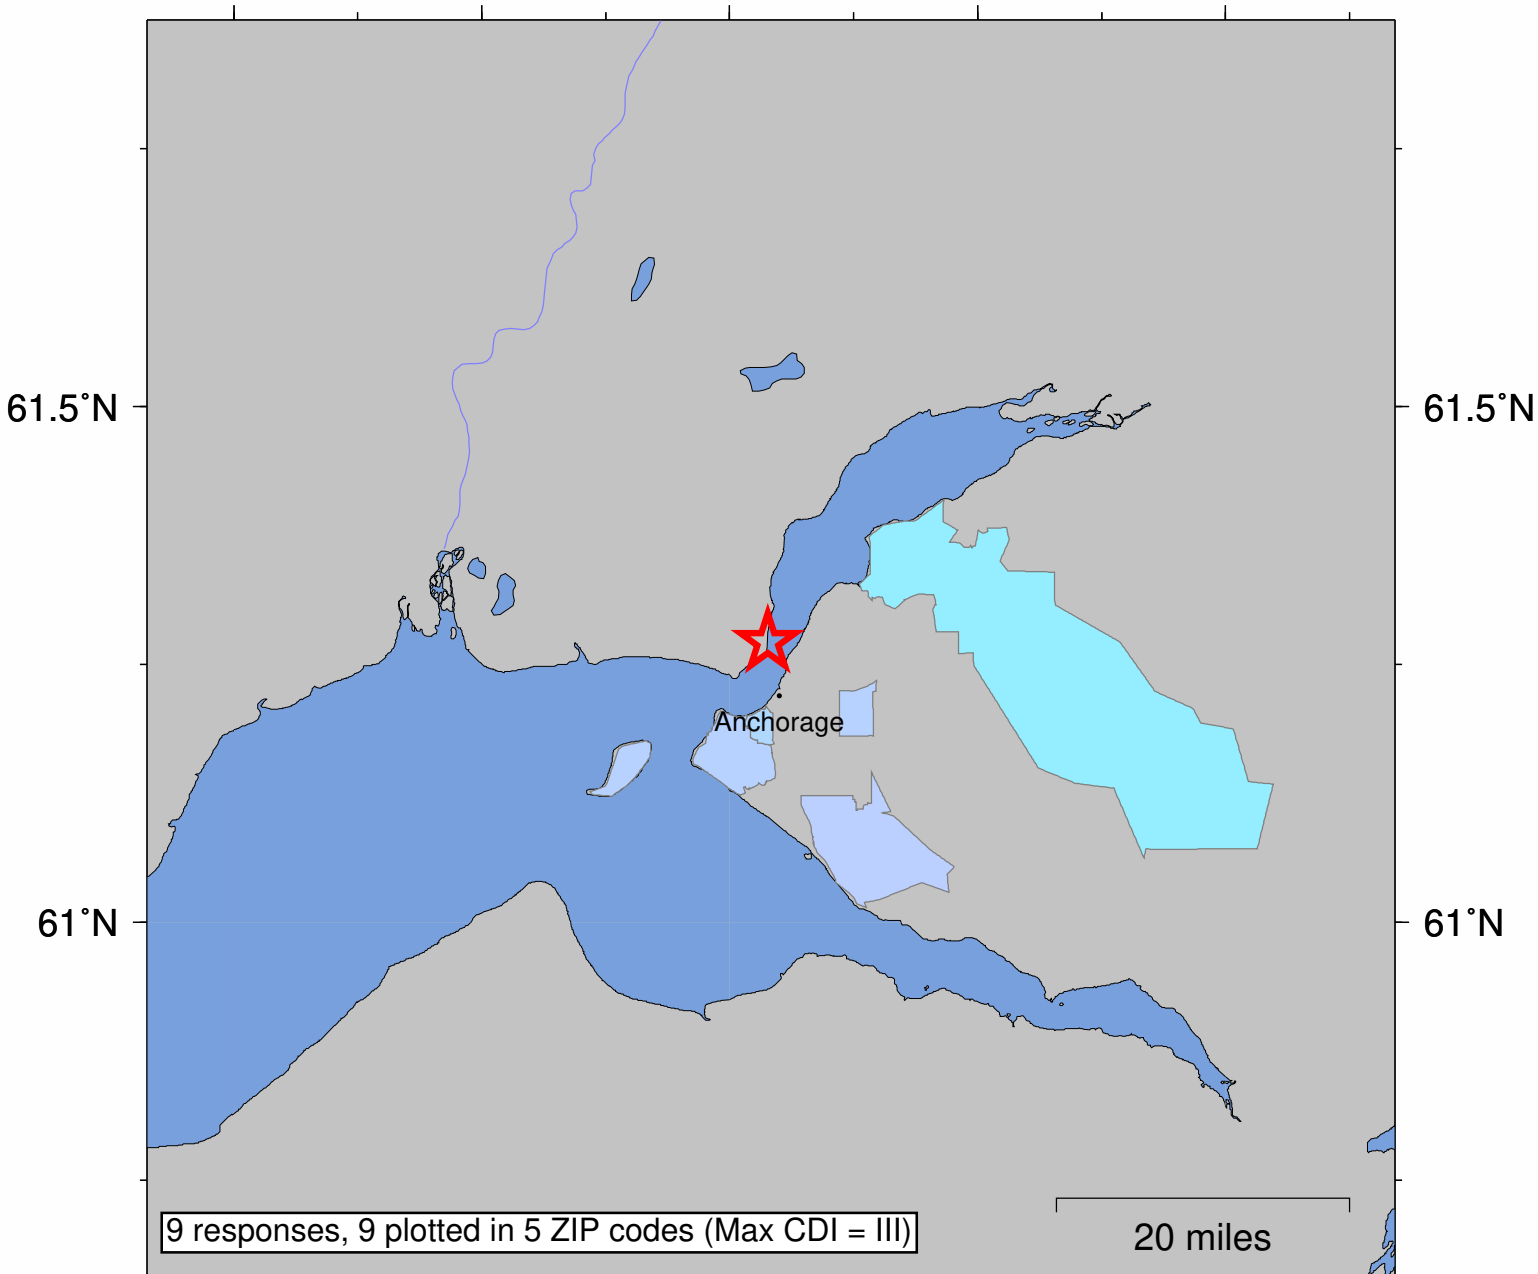 61.5˚N
61.5˚N
Anchorage
61˚N
61˚N
9 responses, 9 plotted in 5 ZIP codes (Max CDI = III)
20 miles